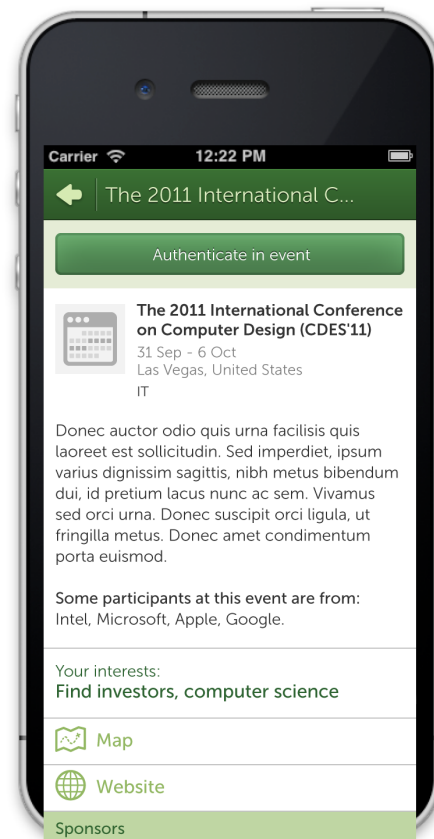 Carrier 12:22 PM
The 2011 International C...
Authenticate in event
The 2011 International Conference
on Computer Design (CDES'11)
31 Sep - 6 Oct
Las Vegas, United States
IT
Donec auctor odio quis urna facilisis quis
laoreet est sollicitudin. Sed imperdiet, ipsum
varius dignissim sagittis, nibh metus bibendum
dui, id pretium lacus nunc ac sem. Vivamus
sed orci urna. Donec suscipit orci ligula, ut
fringilla metus. Donec amet condimentum
porta euismod.
Some participants at this event are from:
Intel, Microsoft, Apple, Google.
Your interests:
Find investors, computer science
Map
Website
Sponsors